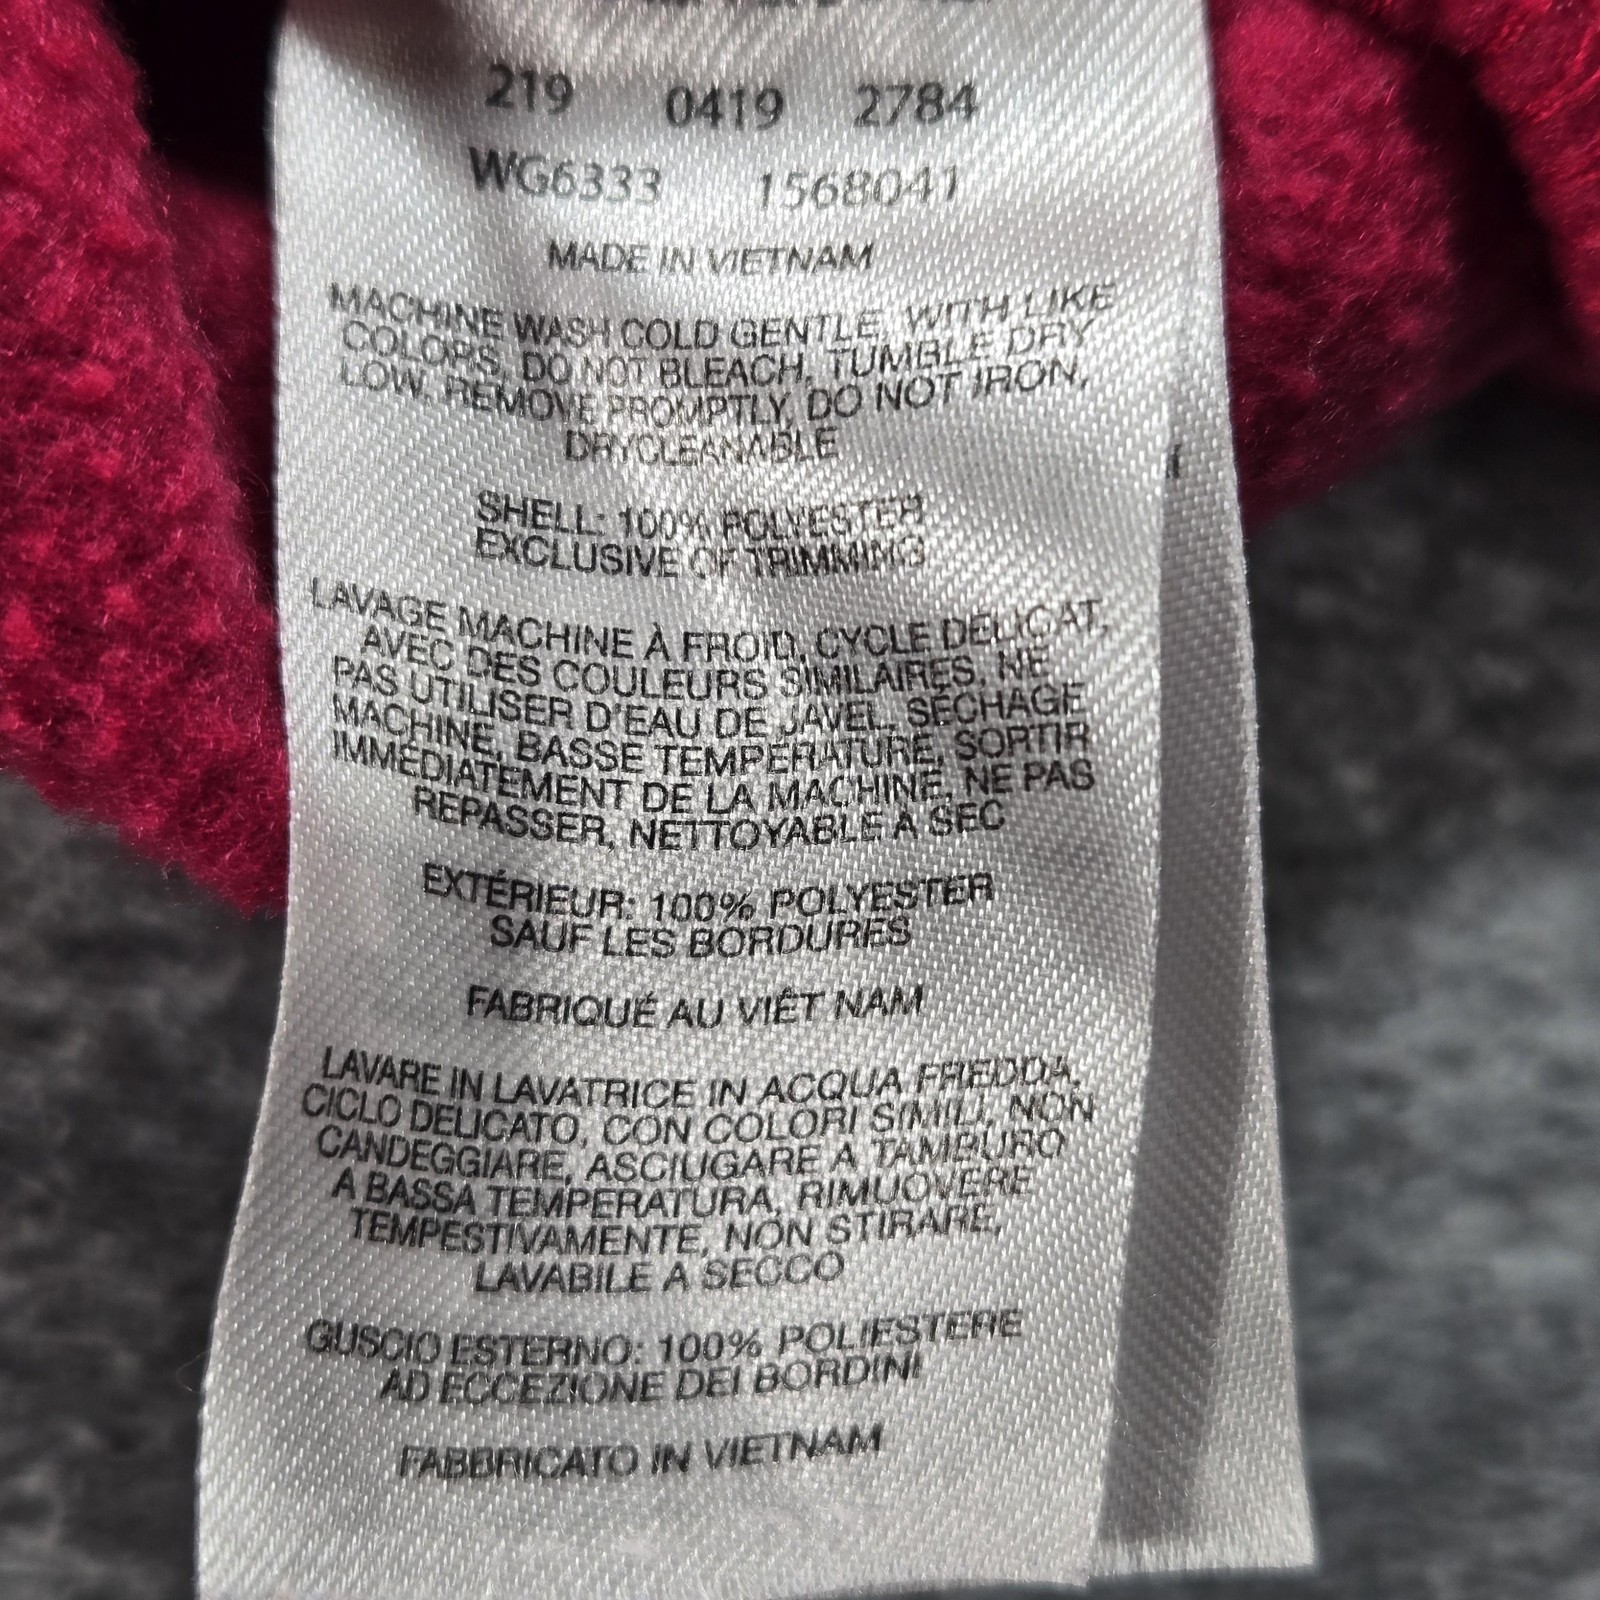 219 0419 2784
WG6333 1568041
MADE IN VIETNAM
MACHINE WASH COLD GENTLE, WITH LIKE
COLORS, DO NOT BLEACH, TUMBLE DRY
LOW, REMOVE PROMPTLY, DO NOT IRON,
DRYCLEANABLE
SHELL: 100% POLYESTER
EXCLUSIVE OF TRIMMING
LAVAGE MACHINE À FROID, CYCLE DÉLICAT,
AVEC DES COULEURS SIMILAIRES, NE
PAS UTILISER D'EAU DE JAVEL, SÉCHAGE
MACHINE, BASSE TEMPÉRATURE, SORTIR
IMMÉDIATEMENT DE LA MACHINE, NE PAS
REPASSER, NETTOYABLE À SEC
EXTÉRIEUR: 100% POLYESTER
SAUF LES BORDURES
FABRIQUÉ AU VIÊT NAM
LAVARE IN LAVATRICE IN ACQUA FREDDA,
CICLO DELICATO, CON COLORI SIMILI, NON
CANDEGGIARE, ASCIUGARE A TAMBURO
A BASSA TEMPERATURA, RIMUOVERE
TEMPESTIVAMENTE, NON STIRARE,
LAVABILE A SECCO
GUSCIO ESTERNO: 100% POLIESTERE
AD ECCEZIONE DEI BORDINI
FABBRICATO IN VIETNAM